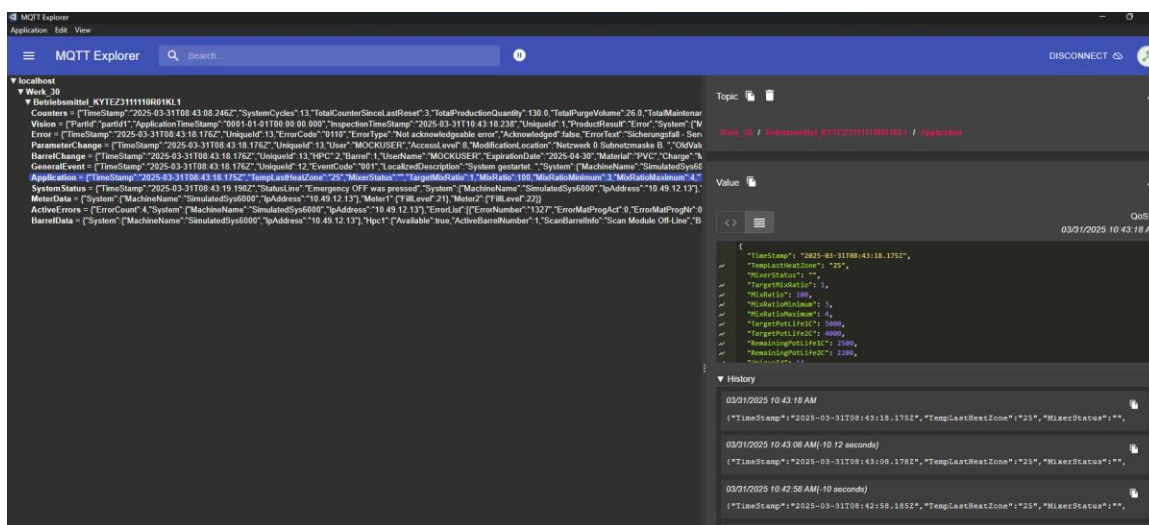 MQTT Explorer
Application Edit View
MQTT Explorer
Search...
DISCONNECT
▼ localhost
▼ Werk_30
▼ Betriebsmittel_KYTEZ3111110R01KL1
Counters = {"TimeStamp":"2025-03-31T08:43:08.246Z","SystemCycles":13,"TotalCounterSinceLastReset":3,"TotalProductionQuantity":130.0,"TotalPurgeVolume":26.0,"TotalMaintenar
Vision = {"PartId":"partId1","ApplicationTimeStamp":"0001-01-01T00:00:00.000","InspectionTimeStamp":"2025-03-31T10:43:18.238","UniqueId":1,"ProductResult":"Error","System":{"M
Error = {"TimeStamp":"2025-03-31T08:43:18.176Z","UniqueId":13,"ErrorCode":"0110","ErrorType":"Not acknowledgeable error","Acknowledged":false,"ErrorText":"Sicherungsfall - Sen
ParameterChange = {"TimeStamp":"2025-03-31T08:43:18.176Z","UniqueId":13,"User":"MOCKUSER","AccessLevel":8,"ModificationLocation":"Netzwerk 0 Subnetzmaske B. ","OldVal
BarrelChange = {"TimeStamp":"2025-03-31T08:43:18.176Z","UniqueId":13,"HPC":2,"Barrel":1,"UserName":"MOCKUSER","ExpirationDate":"2025-04-30","Material":"PVC","Charge":"
GeneralEvent = {"TimeStamp":"2025-03-31T08:43:18.176Z","UniqueId":12,"EventCode":"001","LocalizedDescription":"System gestartet. ","System":{"MachineName":"SimulatedSys60
Application = {"TimeStamp":"2025-03-31T08:43:18.175Z","TempLastHeatZone":"25","MixerStatus":"","TargetMixRatio":1,"MixRatio":100,"MixRatioMinimum":3,"MixRatioMaximum":4,"
SystemStatus = {"TimeStamp":"2025-03-31T08:43:19.190Z","StatusLine":"Emergency OFF was pressed","System":{"MachineName":"SimulatedSys6000","IpAddress":"10.49.12.13"},"
MeterData = {"System":{"MachineName":"SimulatedSys6000","IpAddress":"10.49.12.13"},"Meter1":{"FillLevel":21},"Meter2":{"FillLevel":22}}
ActiveErrors = {"ErrorCount":4,"System":{"MachineName":"SimulatedSys6000","IpAddress":"10.49.12.13"},"ErrorList":[{"ErrorNumber":"1327","ErrorMatProgAct":0,"ErrorMatProgNr":0
BarrelData = {"System":{"MachineName":"SimulatedSys6000","IpAddress":"10.49.12.13"},"Hpc1":{"Available":true,"ActiveBarrelNumber":1,"ScanBarrelInfo":"Scan Module Off-Line","B
Topic
Werk_30 / Betriebsmittel_KYTEZ3111110R01KL1 / Application
Value
QoS
03/31/2025 10:43:18 A
{
"TimeStamp": "2025-03-31T08:43:18.175Z",
"TempLastHeatZone": "25",
"MixerStatus": "",
"TargetMixRatio": 1,
"MixRatio": 100,
"MixRatioMinimum": 3,
"MixRatioMaximum": 4,
"TargetPotLife1C": 5000,
"TargetPotLife2C": 4000,
"RemainingPotLife1C": 2500,
"RemainingPotLife2C": 2200,
▼ History
03/31/2025 10:43:18 AM
{"TimeStamp":"2025-03-31T08:43:18.175Z","TempLastHeatZone":"25","MixerStatus":"",
03/31/2025 10:43:08 AM(-10.12 seconds)
{"TimeStamp":"2025-03-31T08:43:08.178Z","TempLastHeatZone":"25","MixerStatus":"",
03/31/2025 10:42:58 AM(-10 seconds)
{"TimeStamp":"2025-03-31T08:42:58.185Z","TempLastHeatZone":"25","MixerStatus":"",